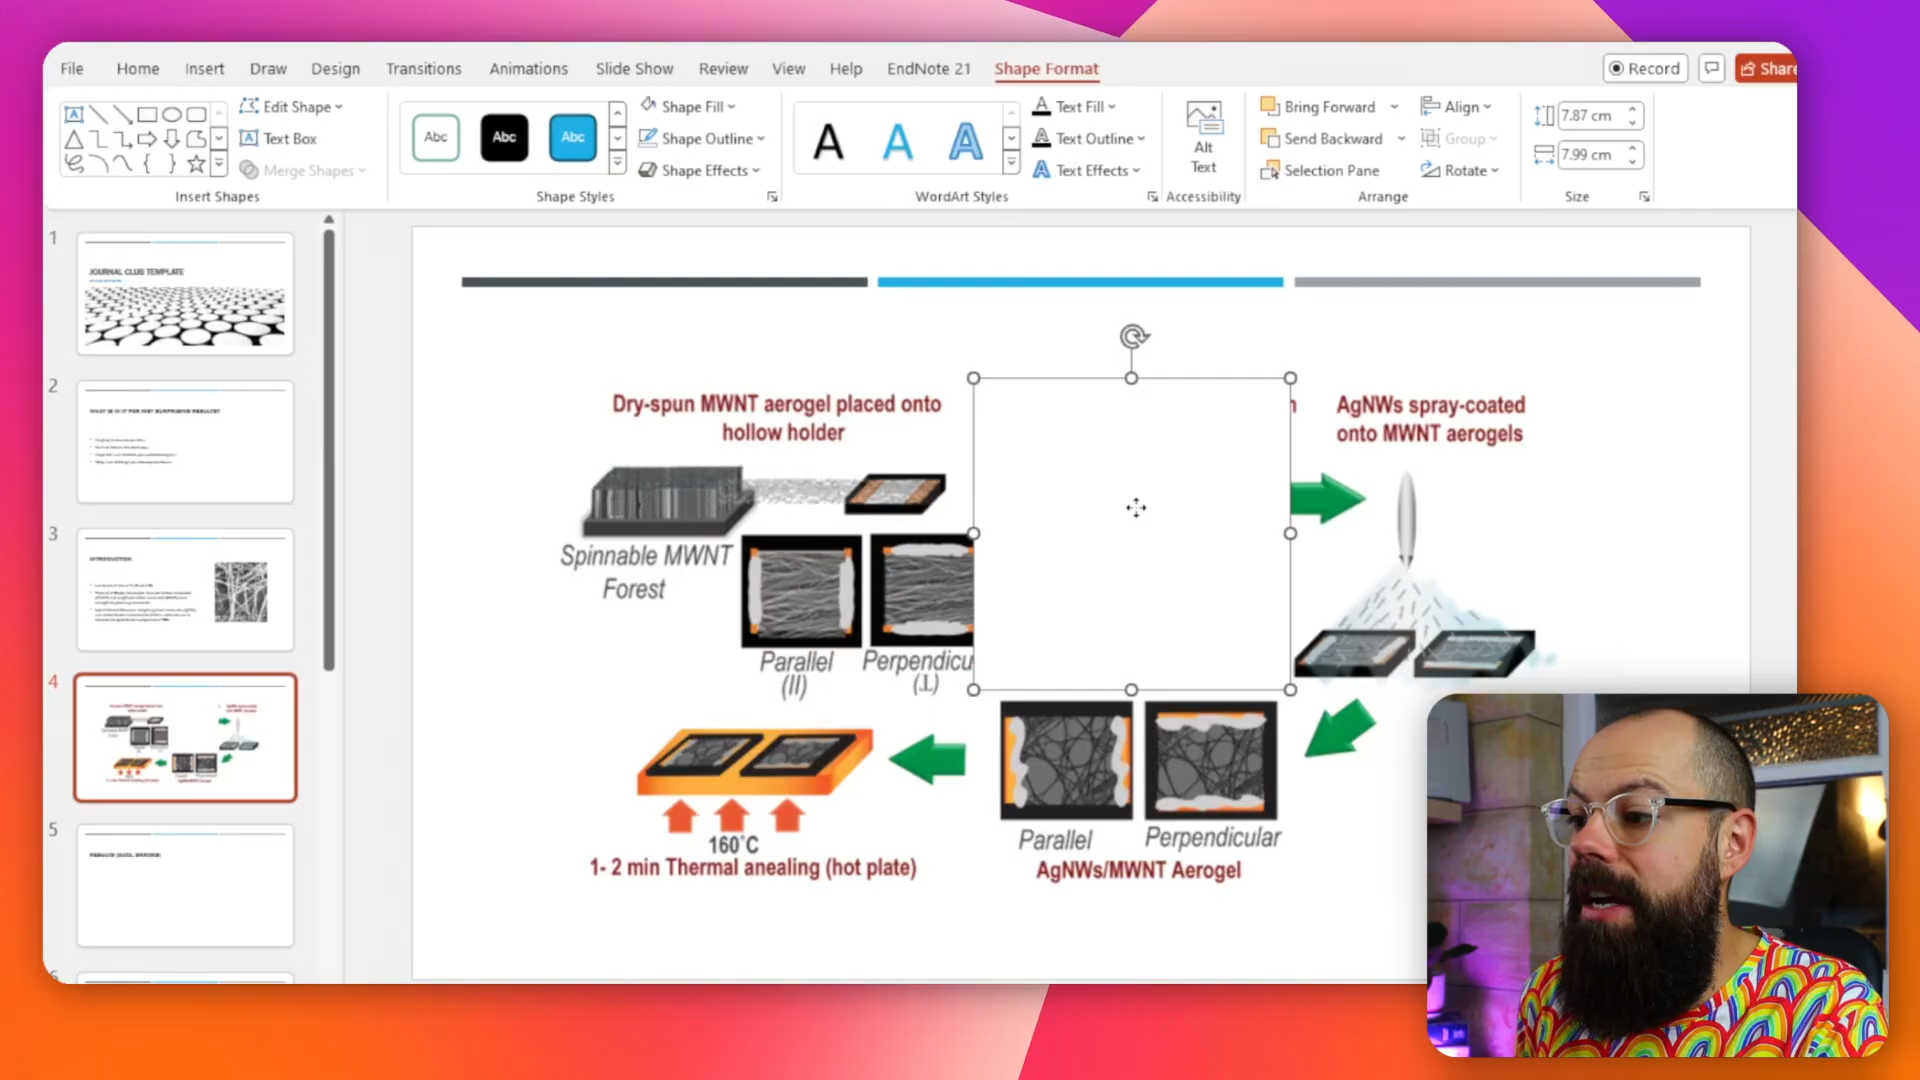 File Home Insert Draw Design Transitions Animations Slide Show Review View Help EndNote 21 Shape Format Record Share
Edit Shape
Text Box
Merge Shapes
Insert Shapes
Abc Abc Abc
Shape Fill
Shape Outline
Shape Effects
Shape Styles
A A A
Text Fill
Text Outline
Text Effects
WordArt Styles
Alt
Text
Accessibility
Bring Forward
Send Backward
Selection Pane
Align
Group
Rotate
Arrange
7.87 cm
7.99 cm
Size
1
JOURNAL CLUB TEMPLATE
2
3
INTRODUCTION
4
5
Dry-spun MWNT aerogel placed onto
hollow holder
Spinnable MWNT
Forest
Parallel
(II)
Perpendicu
(⊥)
AgNWs spray-coated
onto MWNT aerogels
160°C
1- 2 min Thermal anealing (hot plate)
Parallel
Perpendicular
AgNWs/MWNT Aerogel